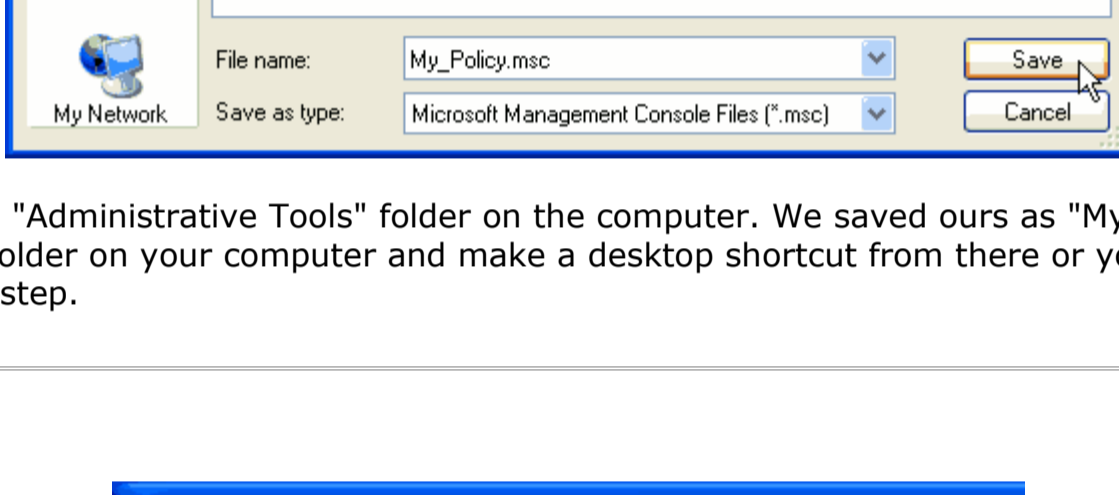 File name:
My_Policy.msc
Save
My Network
Save as type:
Microsoft Management Console Files (*.msc)
Cancel
"Administrative Tools" folder on the computer. We saved ours as "My
older on your computer and make a desktop shortcut from there or y
step.